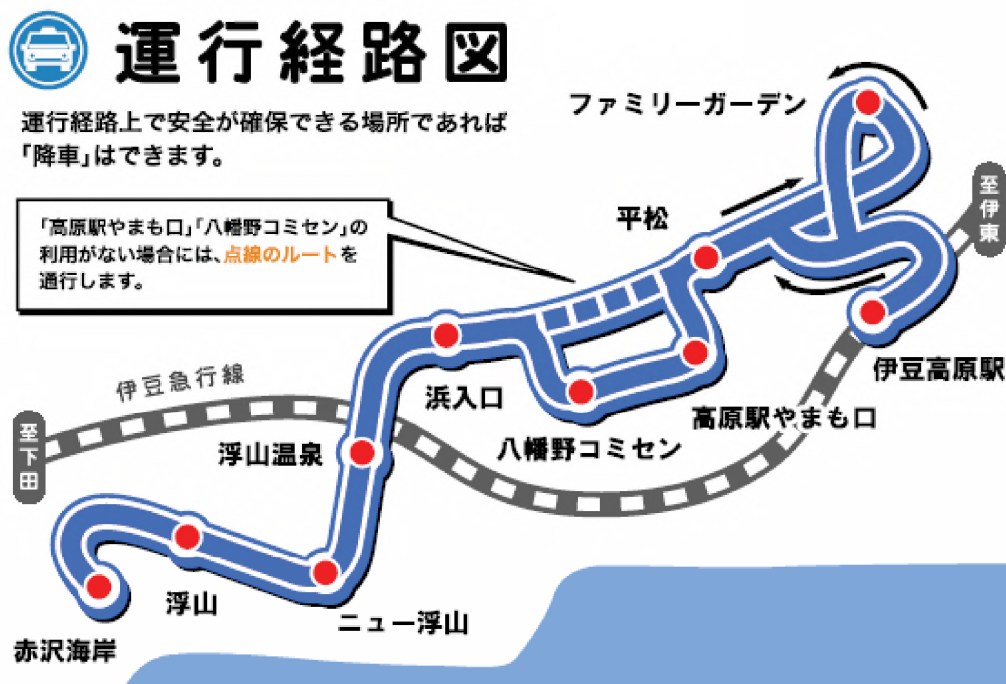 運行経路図
運行経路上で安全が確保できる場所であれば
「降車」はできます。
「高原駅やまも口」「八幡野コミセン」の
利用がない場合には、点線のルートを
通行します。
ファミリーガーデン
至伊東
平松
伊豆高原駅
浜入口
高原駅やまも口
八幡野コミセン
伊豆急行線
至下田
浮山温泉
浮山
ニュー浮山
赤沢海岸